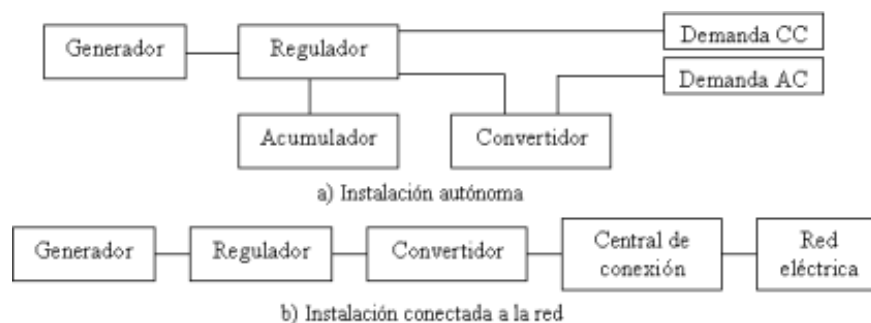 Generador
Regulador
Demanda CC
Demanda AC
Acumulador
Convertidor
a) Instalación autónoma
Generador
Regulador
Convertidor
Central de
conexión
Red
eléctrica
b) Instalación conectada a la red